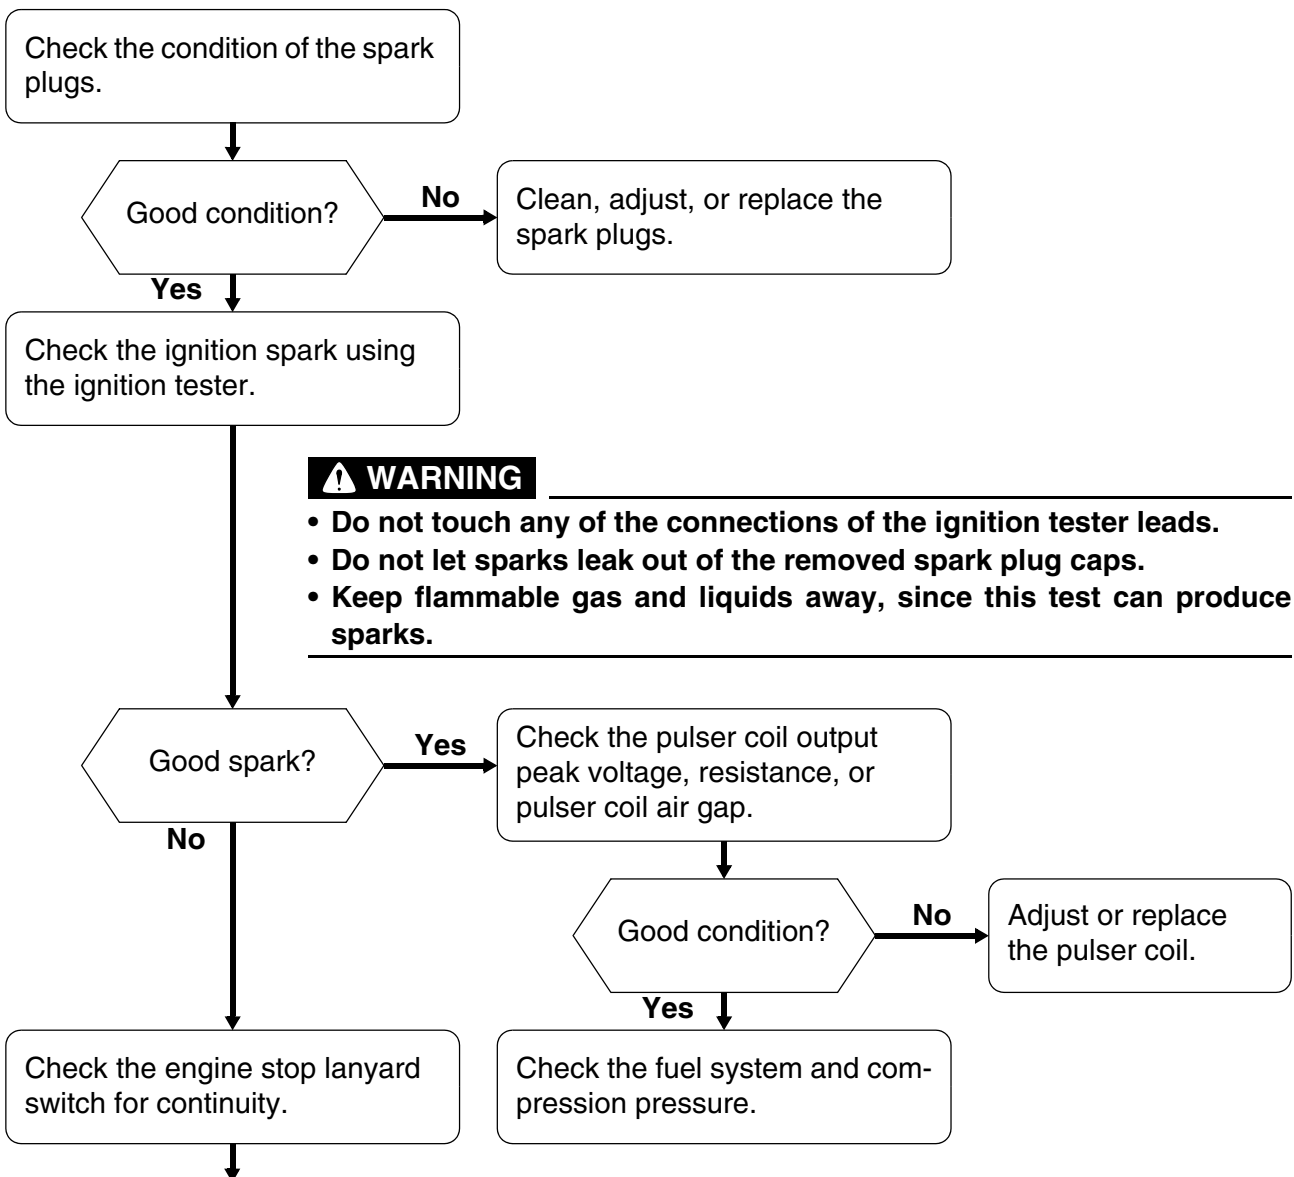 Check the condition of the spark
plugs.
Good condition?
No
Clean, adjust, or replace the
spark plugs.
Yes
Check the ignition spark using
the ignition tester.
WARNING
• Do not touch any of the connections of the ignition tester leads.
• Do not let sparks leak out of the removed spark plug caps.
• Keep flammable gas and liquids away, since this test can produce
sparks.
Good spark?
Yes
Check the pulser coil output
peak voltage, resistance, or
pulser coil air gap.
No
Good condition?
No
Adjust or replace
the pulser coil.
Yes
Check the engine stop lanyard
switch for continuity.
Check the fuel system and com-
pression pressure.